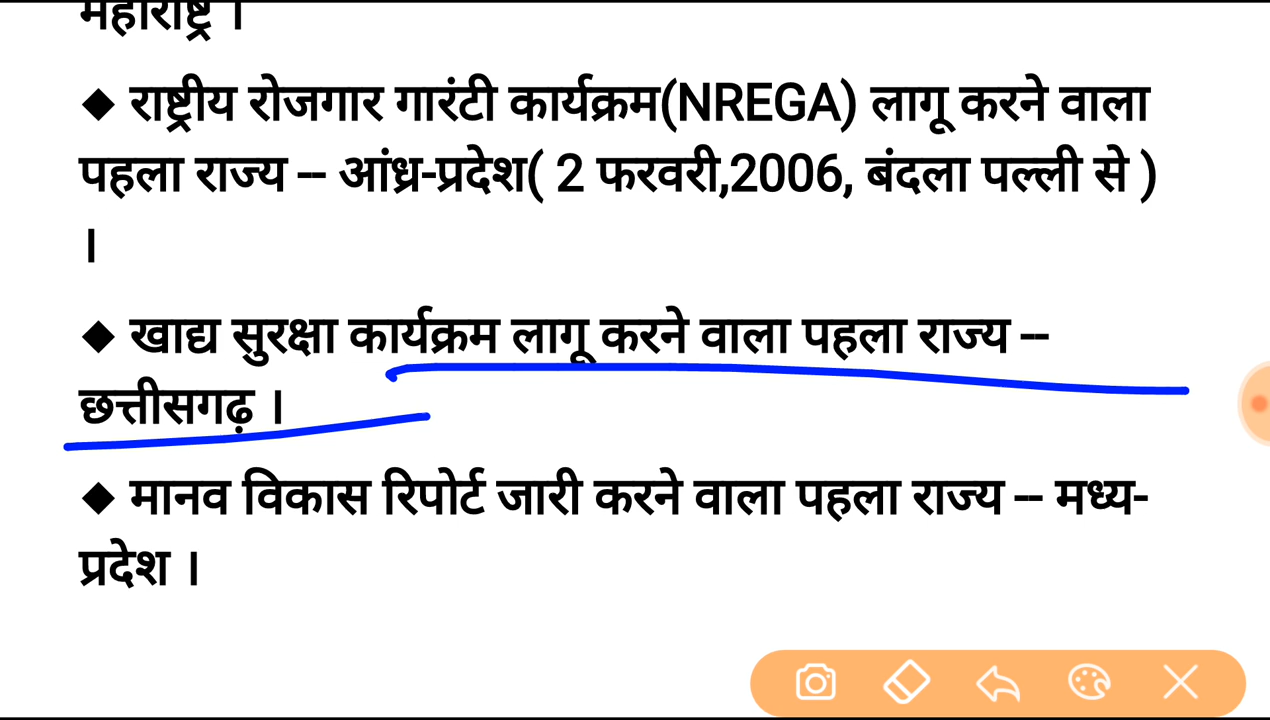 महाराष्ट्र ।
◆ राष्ट्रीय रोजगार गारंटी कार्यक्रम(NREGA) लागू करने वाला
पहला राज्य -- आंध्र-प्रदेश( 2 फरवरी,2006, बंदला पल्ली से )
।
◆ खाद्य सुरक्षा कार्यक्रम लागू करने वाला पहला राज्य --
छत्तीसगढ़ ।
◆ मानव विकास रिपोर्ट जारी करने वाला पहला राज्य -- मध्य-
प्रदेश ।